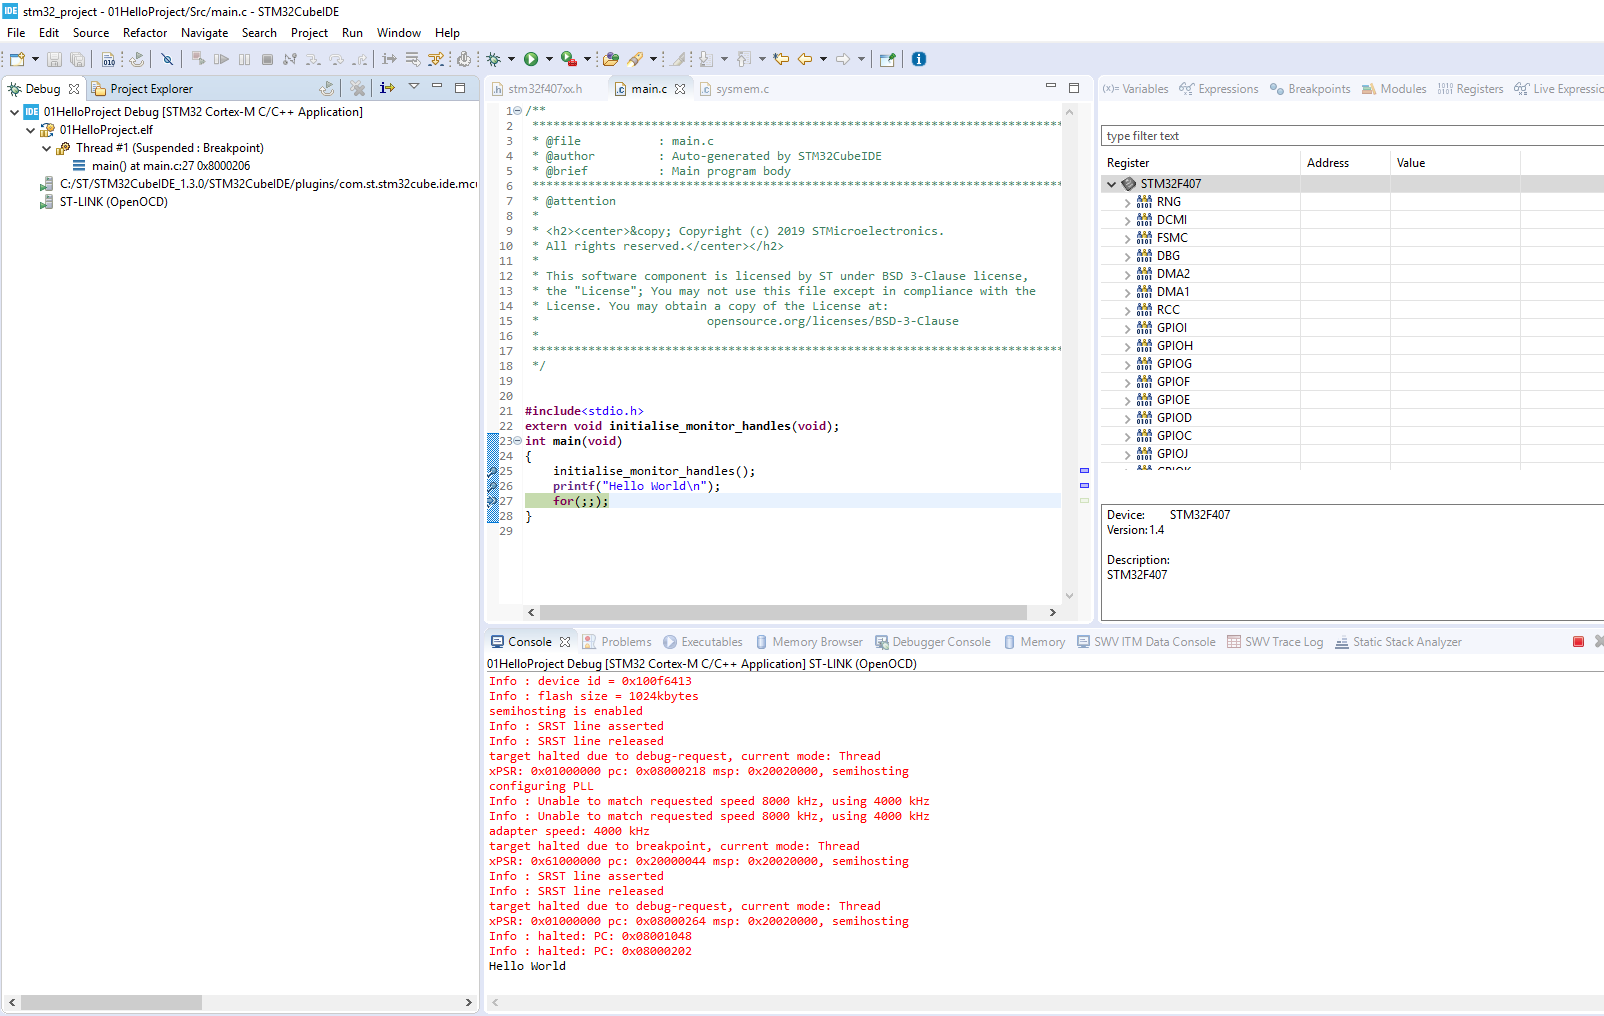 stm32_project - 01HelloProject/Src/main.c - STM32CubeIDE
File Edit Source Refactor Navigate Search Project Run Window Help
Debug Project Explorer
01HelloProject Debug [STM32 Cortex-M C/C++ Application]
01HelloProject.elf
Thread #1 (Suspended : Breakpoint)
main() at main.c:27 0x8000206
C:/ST/STM32CubeIDE_1.3.0/STM32CubeIDE/plugins/com.st.stm32cube.ide.mcu
ST-LINK (OpenOCD)
stm32f407xx.h main.c sysmem.c
1 /**
2 ******************************************************************************
3 * @file : main.c
4 * @author : Auto-generated by STM32CubeIDE
5 * @brief : Main program body
6 ******************************************************************************
7 * @attention
8 *
9 * <h2><center>&copy; Copyright (c) 2019 STMicroelectronics.
10 * All rights reserved.</center></h2>
11 *
12 * This software component is licensed by ST under BSD 3-Clause license,
13 * the "License"; You may not use this file except in compliance with the
14 * License. You may obtain a copy of the License at:
15 * opensource.org/licenses/BSD-3-Clause
16 *
17 ******************************************************************************
18 */
19
20
21 #include<stdio.h>
22 extern void initialise_monitor_handles(void);
23 int main(void)
24 {
25 initialise_monitor_handles();
26 printf("Hello World\n");
27 for(;;);
28 }
29
(x)= Variables Expressions Breakpoints Modules Registers Live Expressio
type filter text
Register Address Value
STM32F407
RNG
DCMI
FSMC
DBG
DMA2
DMA1
RCC
GPIOI
GPIOH
GPIOG
GPIOF
GPIOE
GPIOD
GPIOC
GPIOJ
GPIOK
Device: STM32F407
Version: 1.4
Description:
STM32F407
Console Problems Executables Memory Browser Debugger Console Memory SWV ITM Data Console SWV Trace Log Static Stack Analyzer
01HelloProject Debug [STM32 Cortex-M C/C++ Application] ST-LINK (OpenOCD)
Info : device id = 0x100f6413
Info : flash size = 1024kbytes
semihosting is enabled
Info : SRST line asserted
Info : SRST line released
target halted due to debug-request, current mode: Thread
xPSR: 0x01000000 pc: 0x08000218 msp: 0x20020000, semihosting
configuring PLL
Info : Unable to match requested speed 8000 kHz, using 4000 kHz
Info : Unable to match requested speed 8000 kHz, using 4000 kHz
adapter speed: 4000 kHz
target halted due to breakpoint, current mode: Thread
xPSR: 0x61000000 pc: 0x20000044 msp: 0x20020000, semihosting
Info : SRST line asserted
Info : SRST line released
target halted due to debug-request, current mode: Thread
xPSR: 0x01000000 pc: 0x08000264 msp: 0x20020000, semihosting
Info : halted: PC: 0x08001048
Info : halted: PC: 0x08000202
Hello World